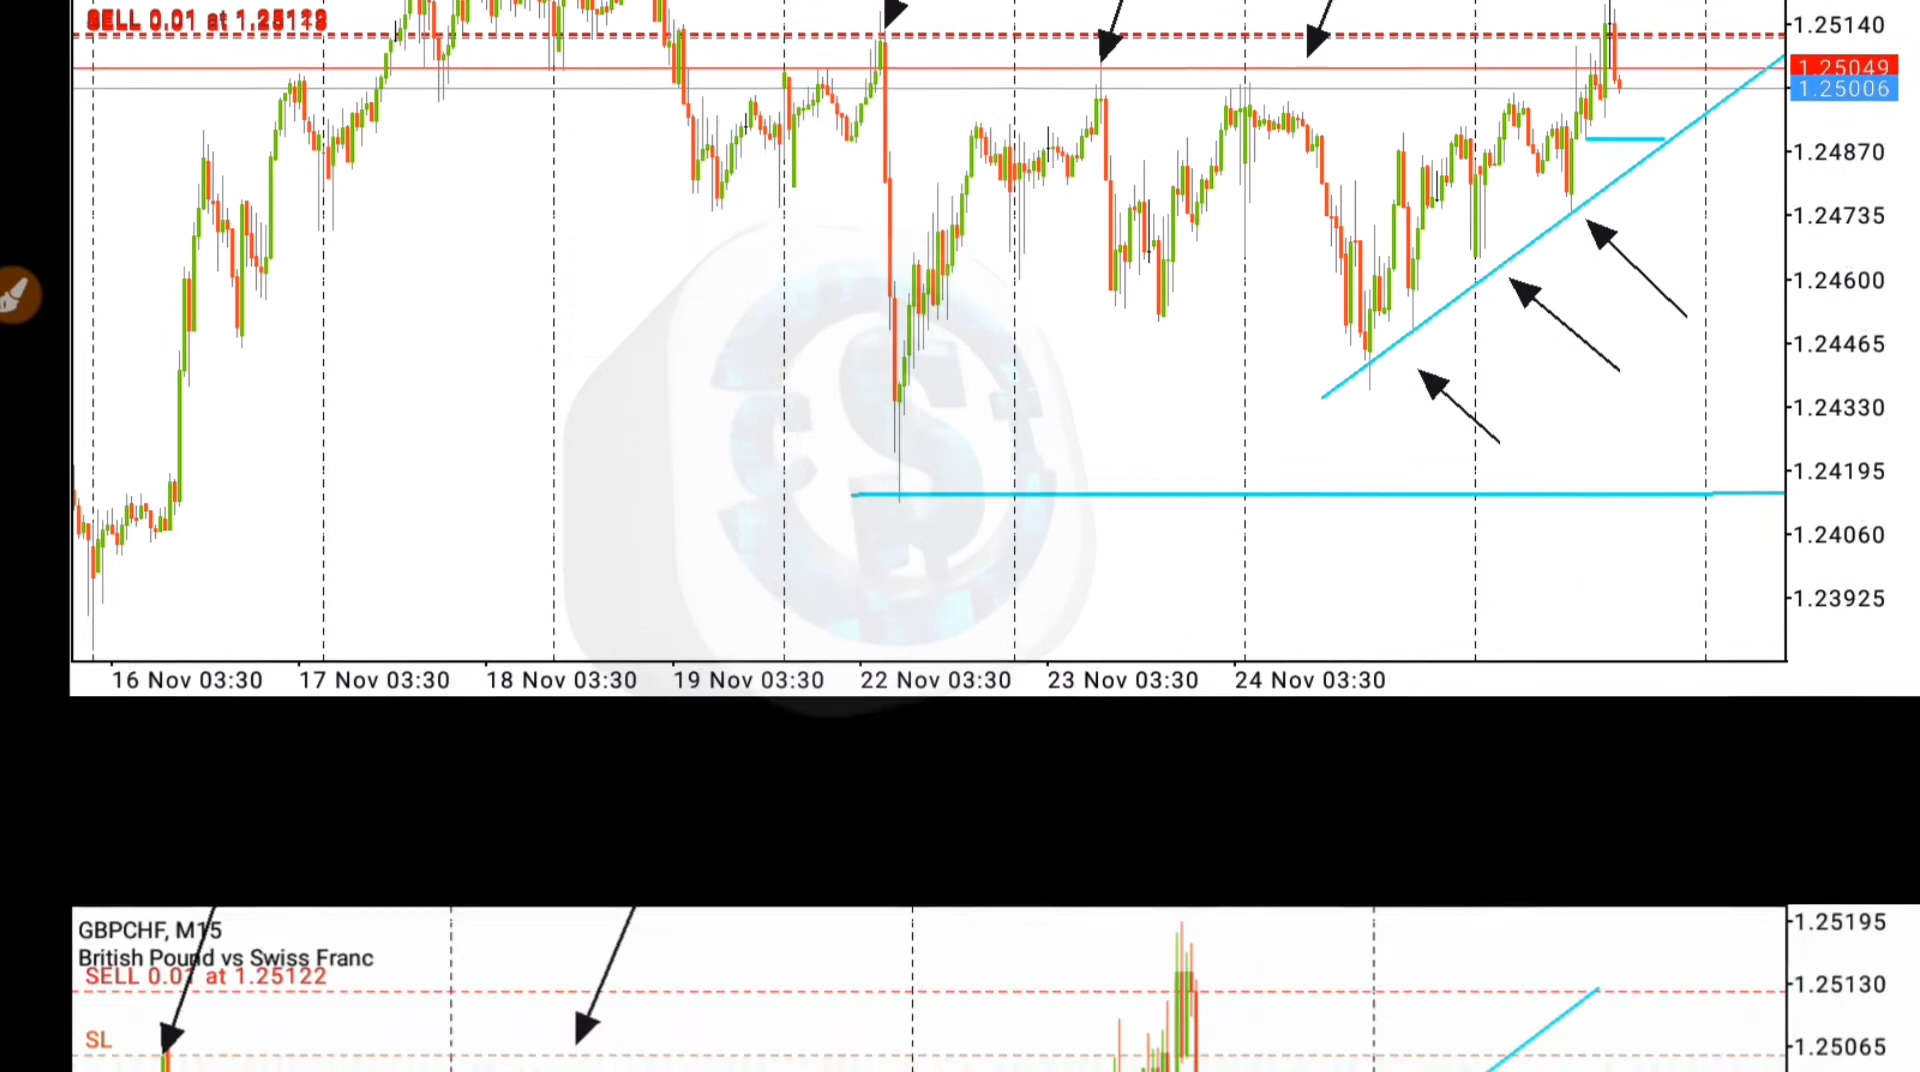 SELL 0.01 at
1.25140
1.25049
1.25006
1.24870
1.24735
1.24600
1.24465
1.24330
1.24195
1.24060
1.23925
16 Nov 03:30 17 Nov 03:30 18 Nov 03:30 19 Nov 03:30 22 Nov 03:30 23 Nov 03:30 24 Nov 03:30
GBPCHF, M15
British Pound vs Swiss Franc
SELL 0.01 at 1.25122
SL
1.25195
1.25130
1.25065